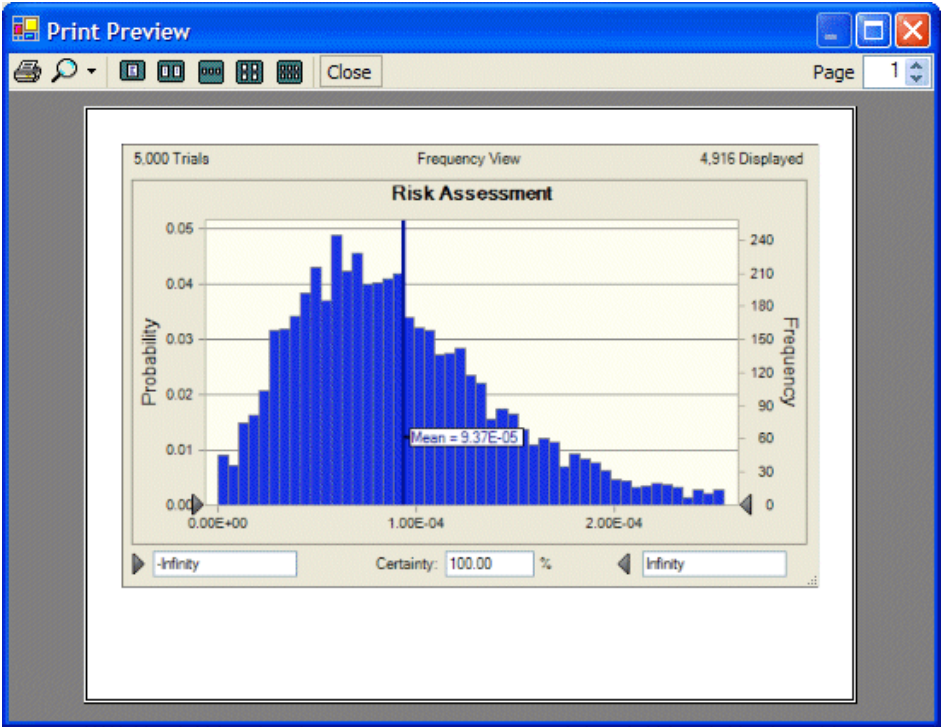 Print Preview
Close
Page 1
5,000 Trials Frequency View 4,916 Displayed
Risk Assessment
0.05
0.04
0.03
0.02
0.01
0.00
Probability
240
210
180
150
120
90
60
30
0
Frequency
Mean = 9.37E-05
0.00E+00 1.00E-04 2.00E-04
-Infinity Certainty: 100.00 % Infinity